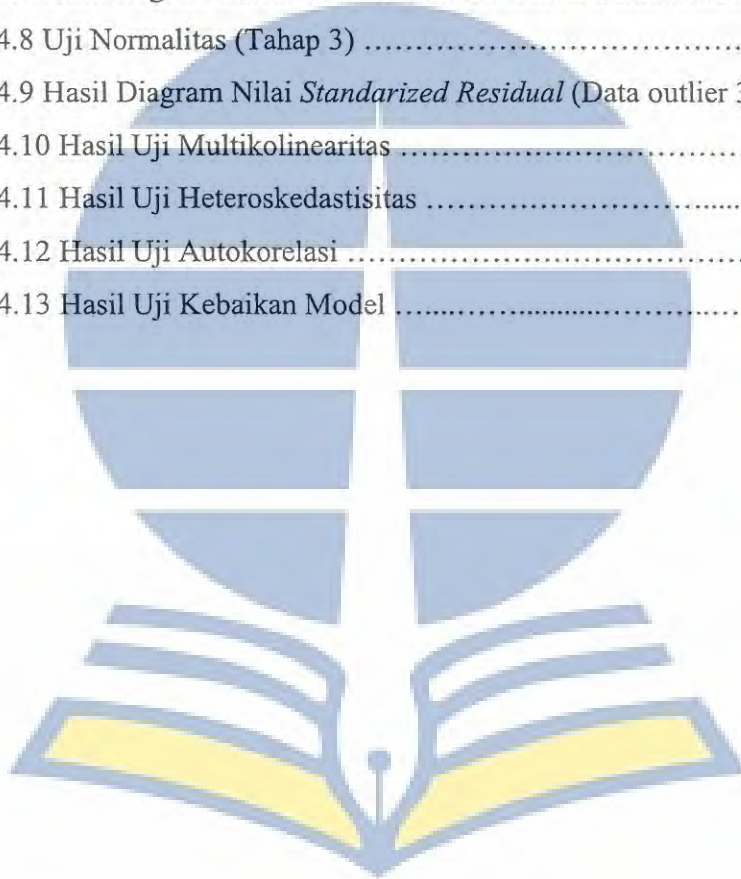 4.8 Uji Normalitas (Tahap 3) ....................................
4.9 Hasil Diagram Nilai Standarized Residual (Data outlier 3
4.10 Hasil Uji Multikolinearitas ....................................
4.11 Hasil Uji Heteroskedastisitas ....................................
4.12 Hasil Uji Autokorelasi ....................................
4.13 Hasil Uji Kebaikan Model ....................................